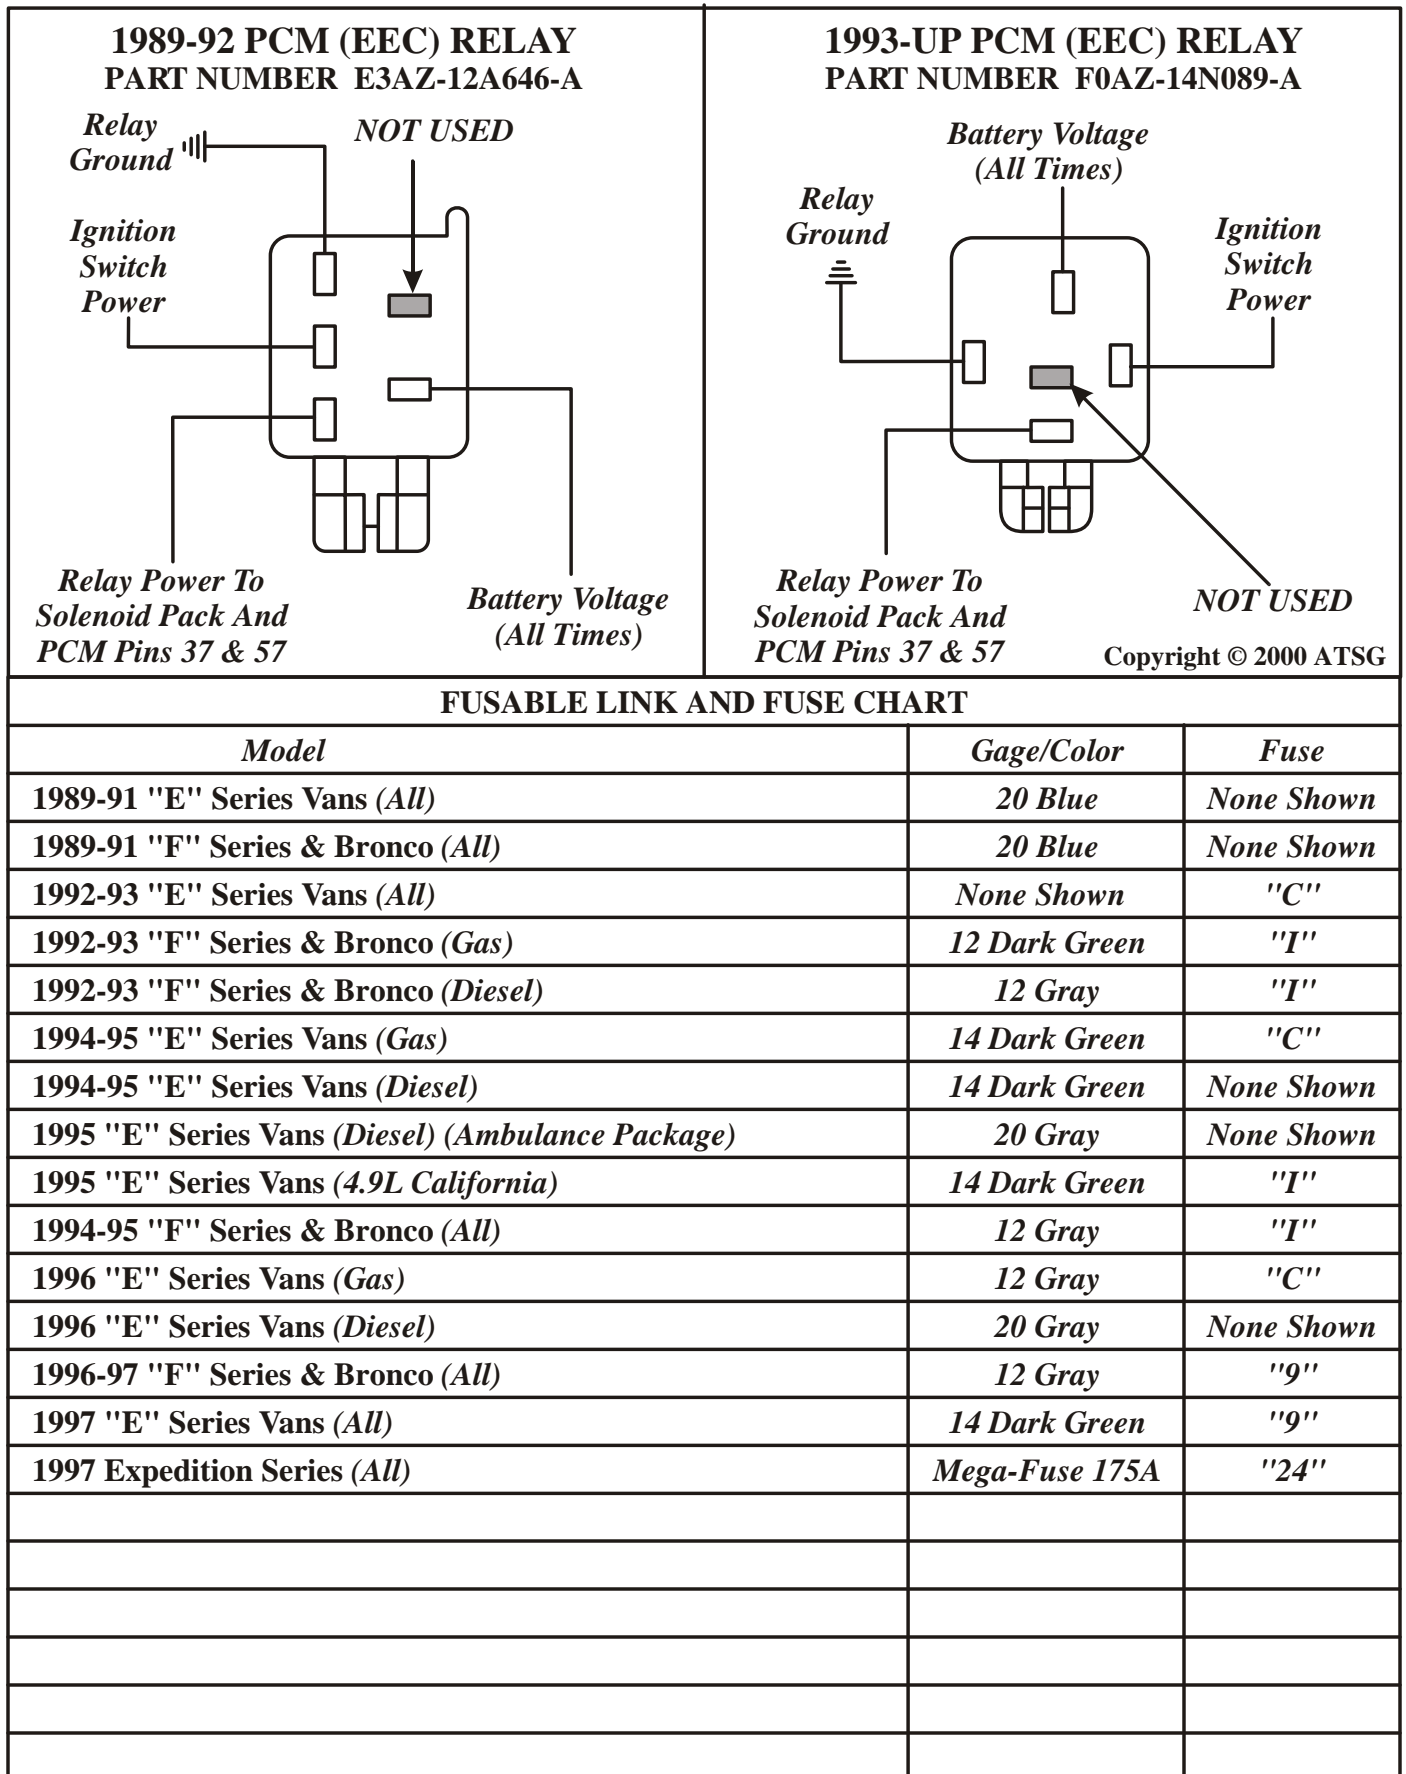 1989-92 PCM (EEC) RELAY
PART NUMBER E3AZ-12A646-A
Relay
Ground
NOT USED
Ignition
Switch
Power
Relay Power To
Solenoid Pack And
PCM Pins 37 & 57
Battery Voltage
(All Times)
1993-UP PCM (EEC) RELAY
PART NUMBER F0AZ-14N089-A
Battery Voltage
(All Times)
Relay
Ground
Ignition
Switch
Power
Relay Power To
Solenoid Pack And
PCM Pins 37 & 57
NOT USED
Copyright © 2000 ATSG
FUSABLE LINK AND FUSE CHART
Model Gage/Color Fuse
1989-91 "E" Series Vans (All) 20 Blue None Shown
1989-91 "F" Series & Bronco (All) 20 Blue None Shown
1992-93 "E" Series Vans (All) None Shown "C"
1992-93 "F" Series & Bronco (Gas) 12 Dark Green "I"
1992-93 "F" Series & Bronco (Diesel) 12 Gray "I"
1994-95 "E" Series Vans (Gas) 14 Dark Green "C"
1994-95 "E" Series Vans (Diesel) 14 Dark Green None Shown
1995 "E" Series Vans (Diesel) (Ambulance Package) 20 Gray None Shown
1995 "E" Series Vans (4.9L California) 14 Dark Green "I"
1994-95 "F" Series & Bronco (All) 12 Gray "I"
1996 "E" Series Vans (Gas) 12 Gray "C"
1996 "E" Series Vans (Diesel) 20 Gray None Shown
1996-97 "F" Series & Bronco (All) 12 Gray "9"
1997 "E" Series Vans (All) 14 Dark Green "9"
1997 Expedition Series (All) Mega-Fuse 175A "24"